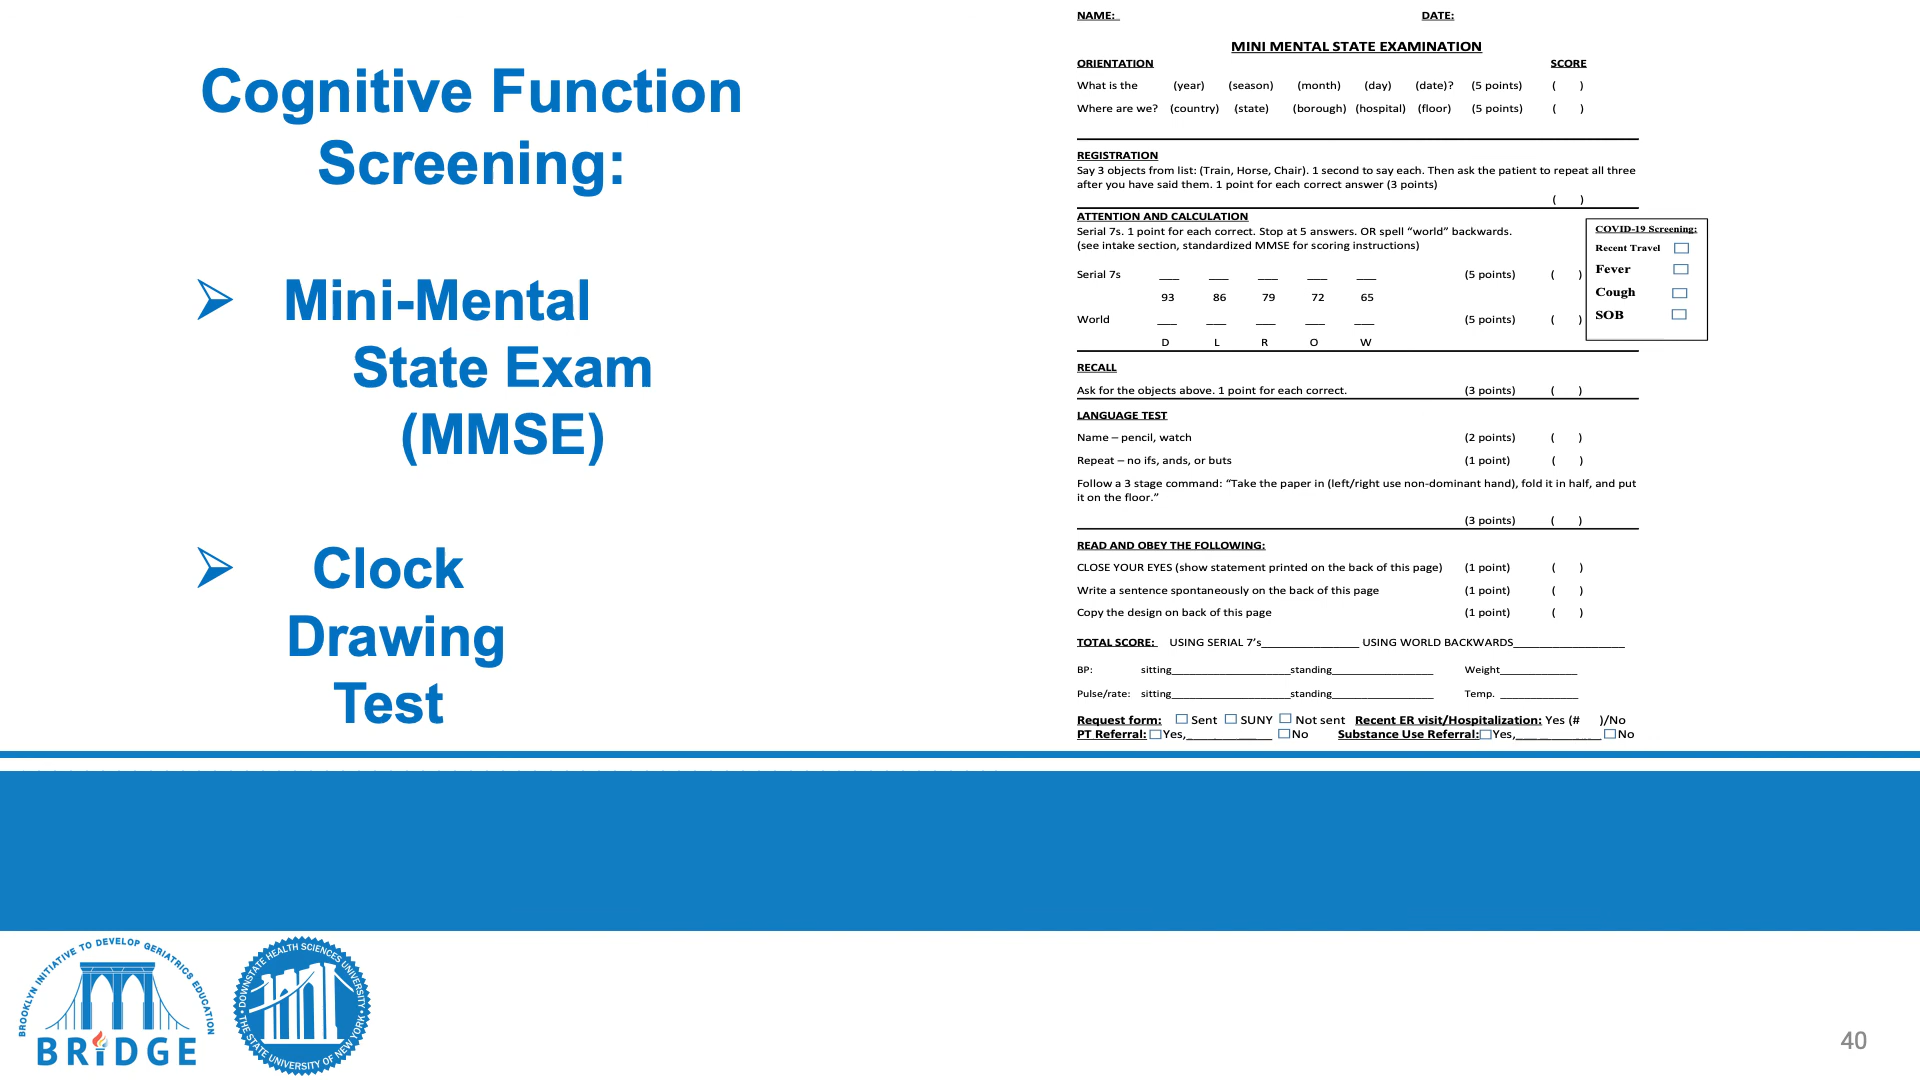 Cognitive Function
Screening:
Mini-Mental
State Exam
(MMSE)
Clock
Drawing
Test
NAME: DATE:
MINI MENTAL STATE EXAMINATION
ORIENTATION SCORE
What is the (year) (season) (month) (day) (date)? (5 points) ( )
Where are we? (country) (state) (borough) (hospital) (floor) (5 points) ( )
REGISTRATION
Say 3 objects from list: (Train, Horse, Chair). 1 second to say each. Then ask the patient to repeat all three
after you have said them. 1 point for each correct answer (3 points)
( )
ATTENTION AND CALCULATION
Serial 7s. 1 point for each correct. Stop at 5 answers. OR spell “world” backwards.
(see intake section, standardized MMSE for scoring instructions)
Serial 7s ___ ___ ___ ___ ___ (5 points) ( )
93 86 79 72 65
World ___ ___ ___ ___ ___ (5 points) ( )
D L R O W
COVID-19 Screening:
Recent Travel
Fever
Cough
SOB
RECALL
Ask for the objects above. 1 point for each correct. (3 points) ( )
LANGUAGE TEST
Name – pencil, watch (2 points) ( )
Repeat – no ifs, ands, or buts (1 point) ( )
Follow a 3 stage command: “Take the paper in (left/right use non-dominant hand), fold it in half, and put
it on the floor.”
(3 points) ( )
READ AND OBEY THE FOLLOWING:
CLOSE YOUR EYES (show statement printed on the back of this page) (1 point) ( )
Write a sentence spontaneously on the back of this page (1 point) ( )
Copy the design on back of this page (1 point) ( )
TOTAL SCORE: USING SERIAL 7’s_______________ USING WORLD BACKWARDS_________________
BP: sitting____________________standing_________________ Weight_____________
Pulse/rate: sitting____________________standing_________________ Temp. _____________
Request form: Sent SUNY Not sent Recent ER visit/Hospitalization: Yes (# )/No
PT Referral: Yes,_____________ No Substance Use Referral: Yes,_____________ No
BROOKLYN INITIATIVE TO DEVELOP GERIATRICS EDUCATION
BRIDGE
DOWNSTATE HEALTH SCIENCES UNIVERSITY
THE STATE UNIVERSITY OF NEW YORK
40